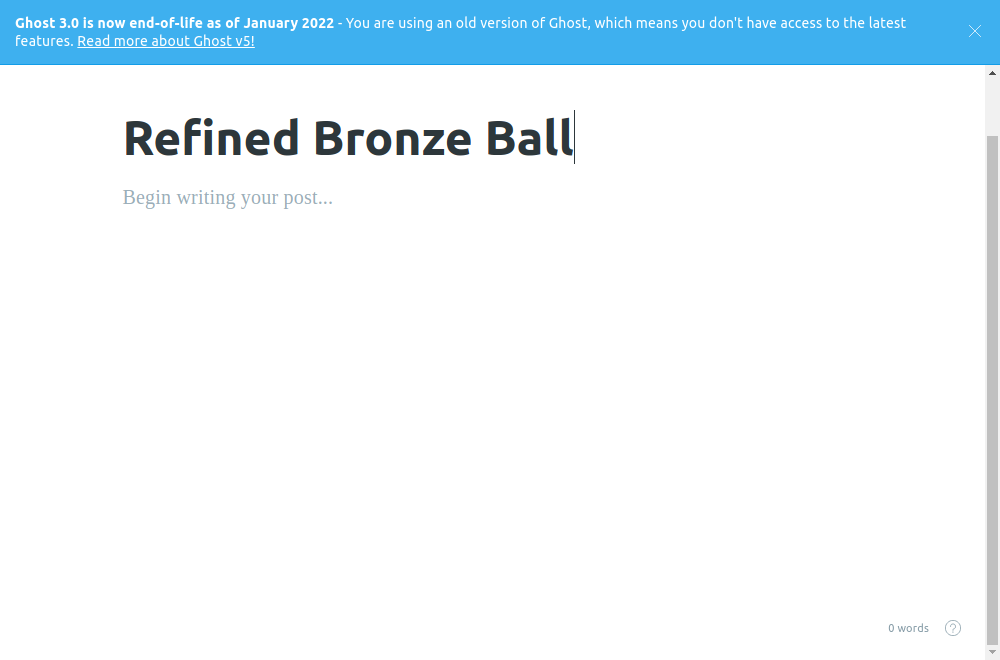 Ghost 3.0 is now end-of-life as of January 2022 - You are using an old version of Ghost, which means you don't have access to the latest
features. Read more about Ghost v5!
Refined Bronze Ball
Begin writing your post...
0 words
?